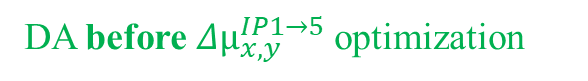 DA before Δμ_{x,y}^{IP1→5} optimization